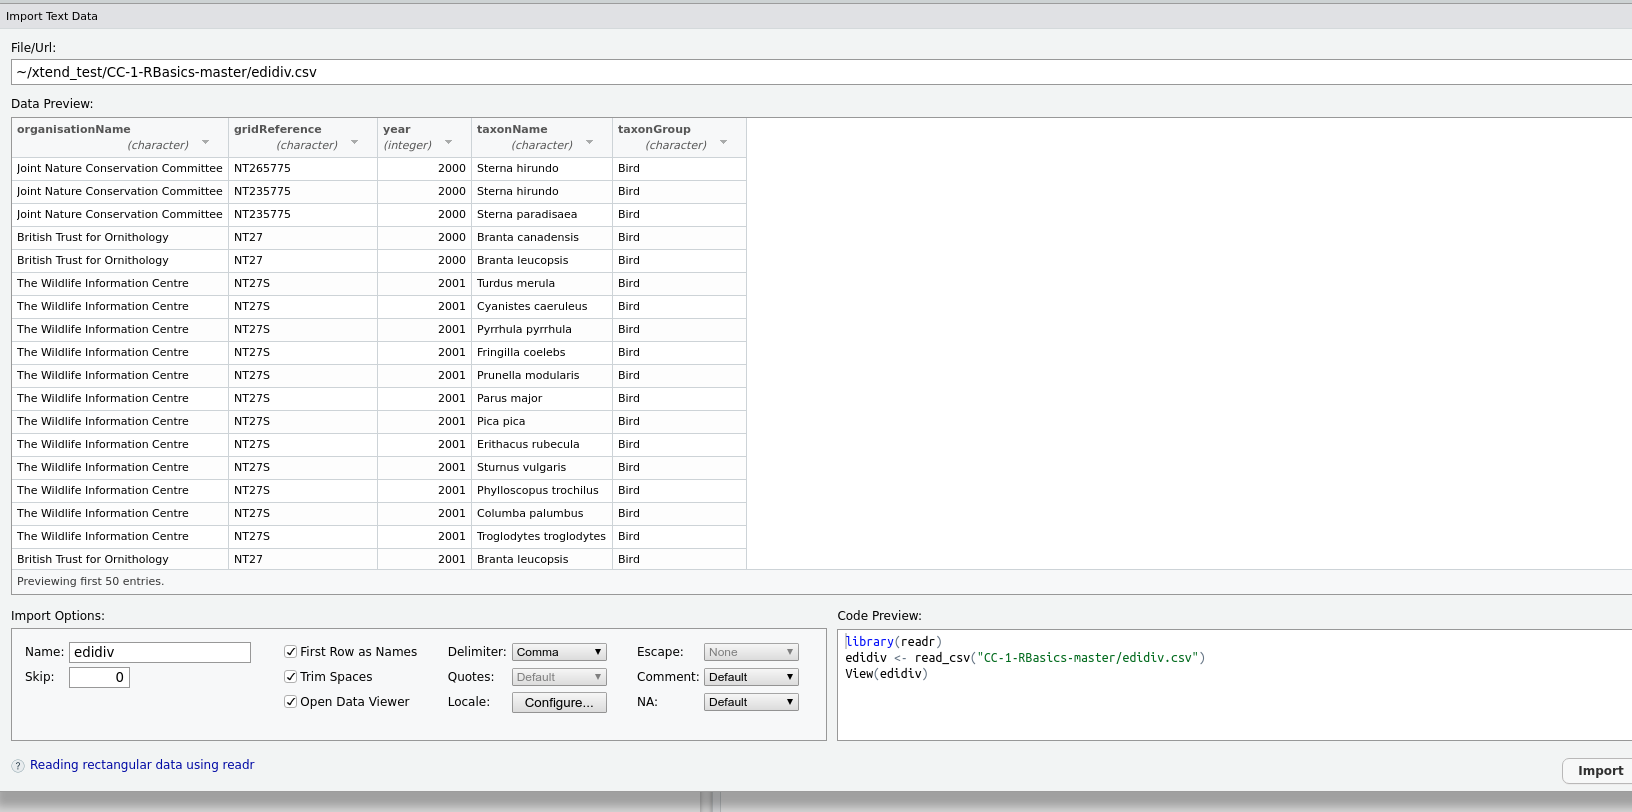 Import Text Data
File/Url:
~/xtend_test/CC-1-RBasics-master/edidiv.csv
Data Preview:
organisationName gridReference year taxonName taxonGroup
(character) (character) (integer) (character) (character)
Joint Nature Conservation Committee NT265775 2000 Sterna hirundo Bird
Joint Nature Conservation Committee NT235775 2000 Sterna hirundo Bird
Joint Nature Conservation Committee NT235775 2000 Sterna paradisaea Bird
British Trust for Ornithology NT27 2000 Branta canadensis Bird
British Trust for Ornithology NT27 2000 Branta leucopsis Bird
The Wildlife Information Centre NT27S 2001 Turdus merula Bird
The Wildlife Information Centre NT27S 2001 Cyanistes caeruleus Bird
The Wildlife Information Centre NT27S 2001 Pyrrhula pyrrhula Bird
The Wildlife Information Centre NT27S 2001 Fringilla coelebs Bird
The Wildlife Information Centre NT27S 2001 Prunella modularis Bird
The Wildlife Information Centre NT27S 2001 Parus major Bird
The Wildlife Information Centre NT27S 2001 Pica pica Bird
The Wildlife Information Centre NT27S 2001 Erithacus rubecula Bird
The Wildlife Information Centre NT27S 2001 Sturnus vulgaris Bird
The Wildlife Information Centre NT27S 2001 Phylloscopus trochilus Bird
The Wildlife Information Centre NT27S 2001 Columba palumbus Bird
The Wildlife Information Centre NT27S 2001 Troglodytes troglodytes Bird
British Trust for Ornithology NT27 2001 Branta leucopsis Bird
Previewing first 50 entries.
Import Options:
Name: edidiv
Skip: 0
First Row as Names
Trim Spaces
Open Data Viewer
Delimiter: Comma
Quotes: Default
Locale: Configure...
Escape: None
Comment: Default
NA: Default
Code Preview:
library(readr)
edidiv <- read_csv("CC-1-RBasics-master/edidiv.csv")
View(edidiv)
? Reading rectangular data using readr
Import